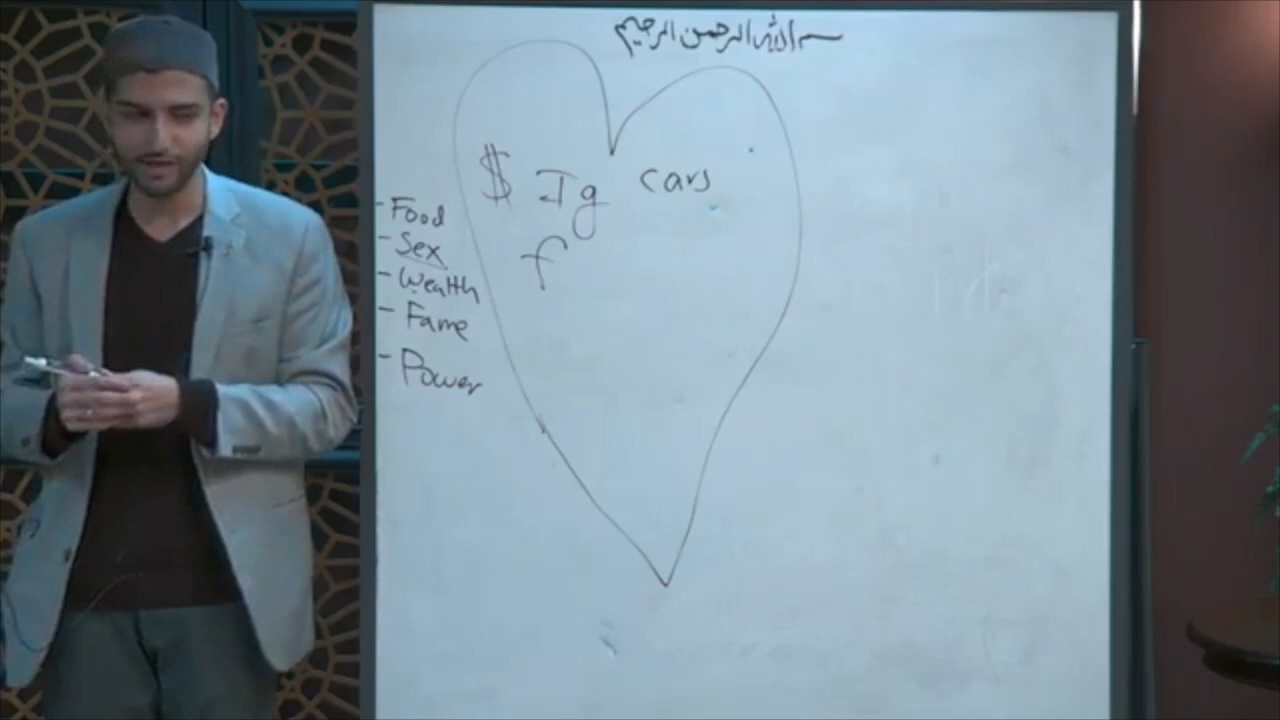 بسم الله الرحمن الرحيم
$ Ig cars
f
- Food
- Sex
- Wealth
- Fame
- Power